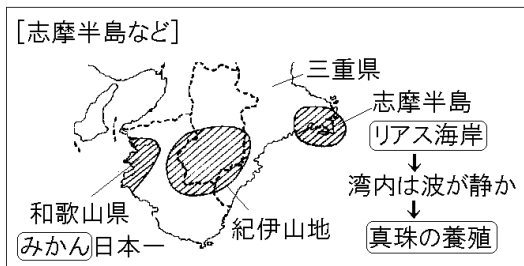 [志摩半島など]
三重県
志摩半島
リアス海岸
↓
湾内は波が静か
↓
真珠の養殖
紀伊山地
和歌山県
みかん日本一